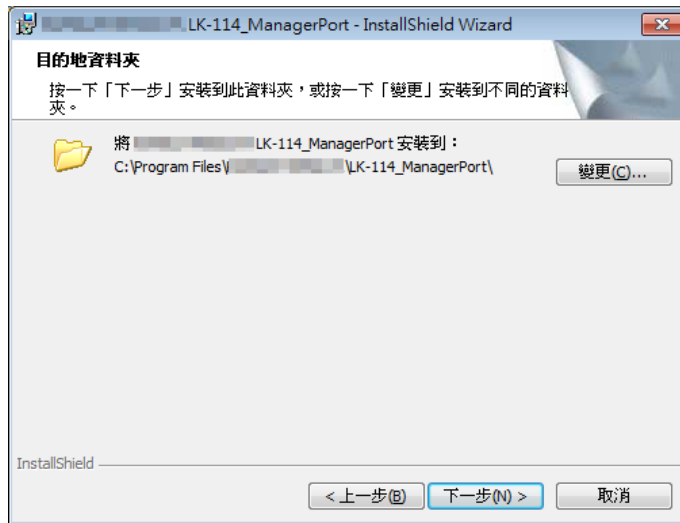 LK-114_ManagerPort - InstallShield Wizard
目的地資料夾
按一下「下一步」安裝到此資料夾，或按一下「變更」安裝到不同的資料
夾。
將 LK-114_ManagerPort 安裝到：
C:\Program Files\ \LK-114_ManagerPort\
變更(C)...
InstallShield
< 上一步(B) 下一步(N) > 取消